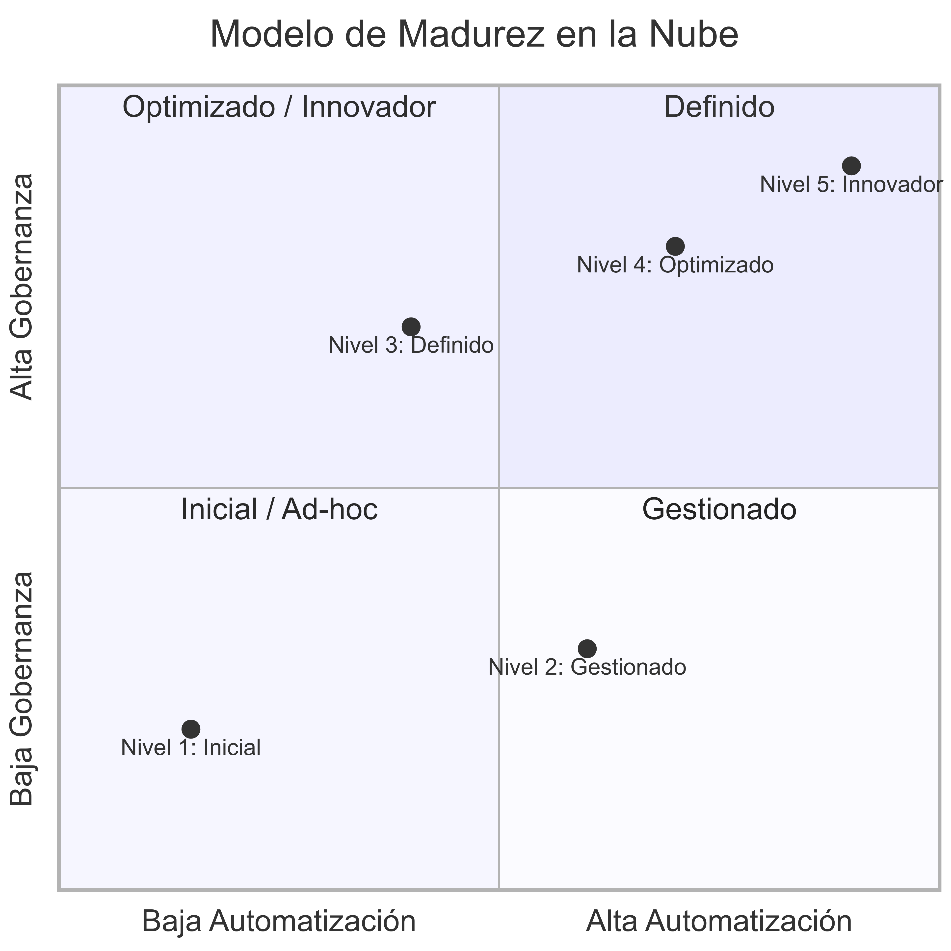 Modelo de Madurez en la Nube
Optimizado / Innovador
Definido
Nivel 5: Innovador
Nivel 4: Optimizado
Nivel 3: Definido
Alta Gobernanza
Inicial / Ad-hoc
Gestionado
Nivel 2: Gestionado
Nivel 1: Inicial
Baja Gobernanza
Baja Automatización
Alta Automatización